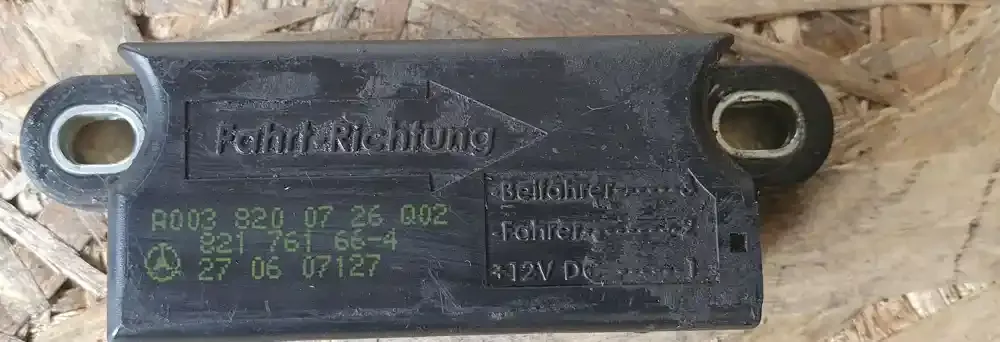 Fahrt-Richtung
Beifahrer
Fahrer
+12V DC 1
A003 820 07 26 Q02
821 761 66-4
27 06 07127